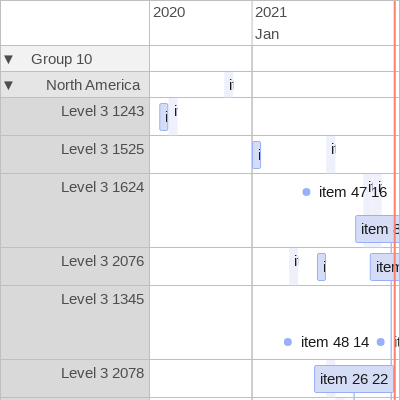 2020 2021
Jan
▼ Group 10
▼ North America
Level 3 1243
Level 3 1525
Level 3 1624
item 47 16
item 8
Level 3 2076
item
Level 3 1345
item 48 14
Level 3 2078
item 26 22